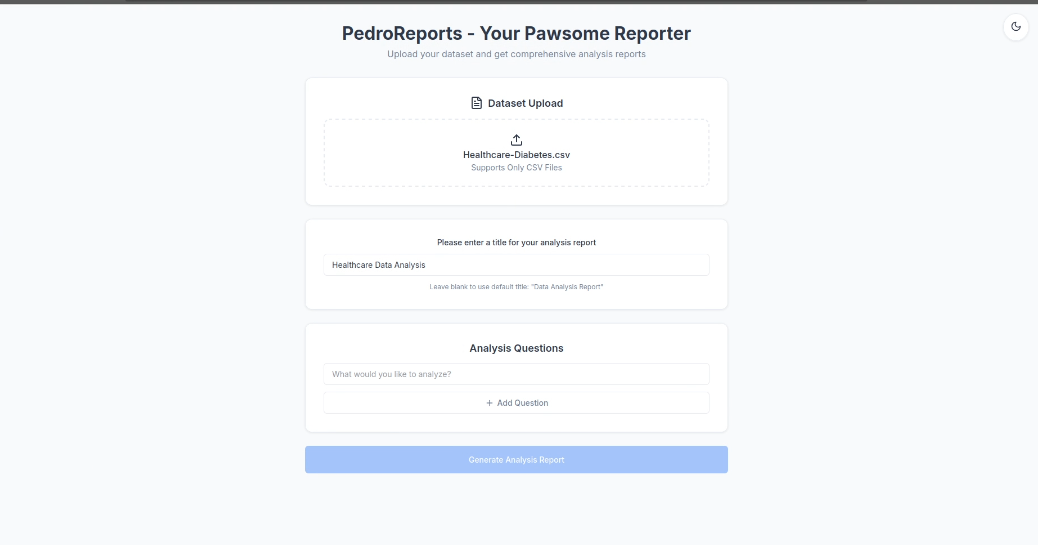 PedroReports - Your Pawsome Reporter
Upload your dataset and get comprehensive analysis reports
Dataset Upload
Healthcare-Diabetes.csv
Supports Only CSV Files
Please enter a title for your analysis report
Healthcare Data Analysis
Leave blank to use default title: "Data Analysis Report"
Analysis Questions
What would you like to analyze?
+ Add Question
Generate Analysis Report